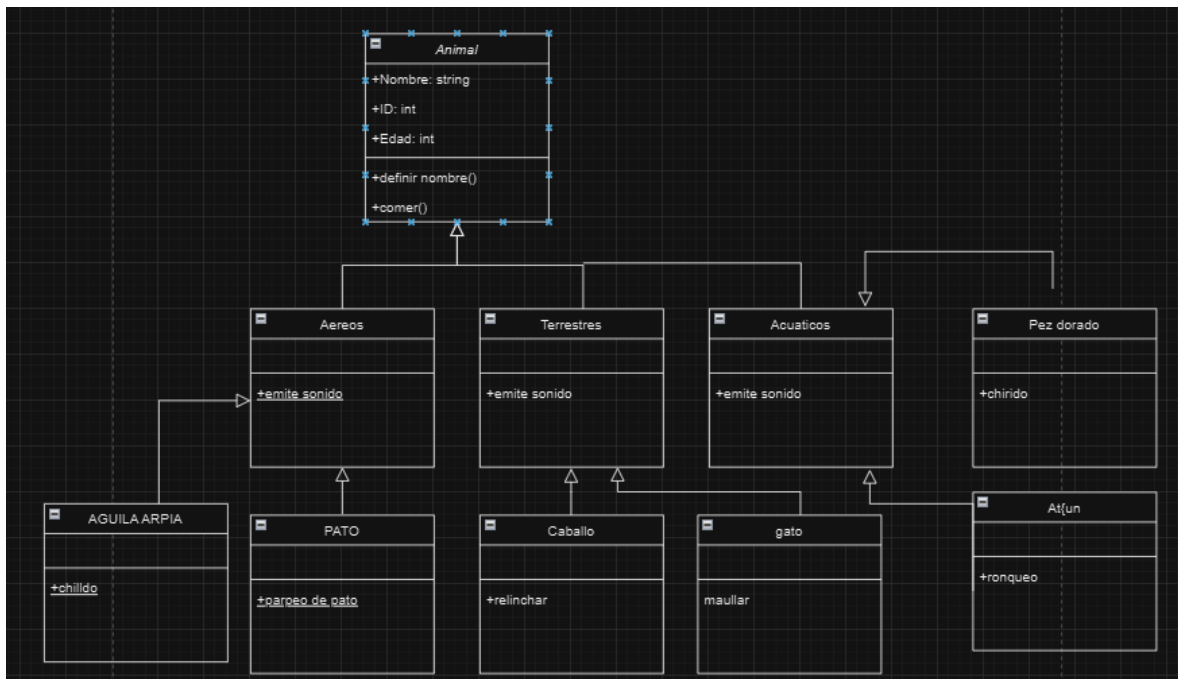 Animal
+Nombre: string
+ID: int
+Edad: int
+definir nombre()
+comer()
Aereos
+emite sonido
Terrestres
+emite sonido
Acuaticos
+emite sonido
Pez dorado
+chirido
AGUILA ARPIA
+chilldo
PATO
+parpeo de pato
Caballo
+relinchar
gato
maullar
At{un
+ronqueo